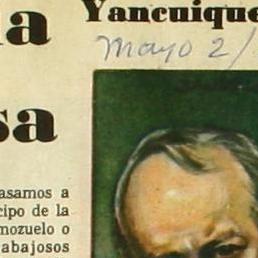 Yancuique
Mayo 2/
a
sa
asamos a
cipo de la
mozuelo o
abajosos